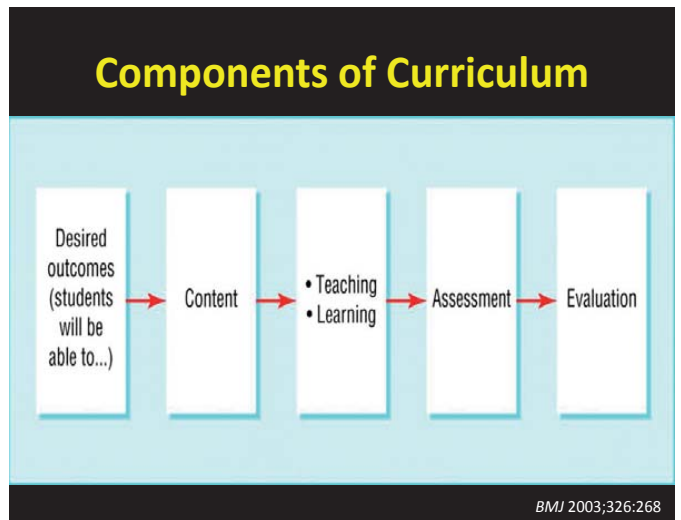 Components of Curriculum
Desired
outcomes
(students
will be
able to...)
Content
• Teaching
• Learning
Assessment
Evaluation
BMJ 2003;326:268